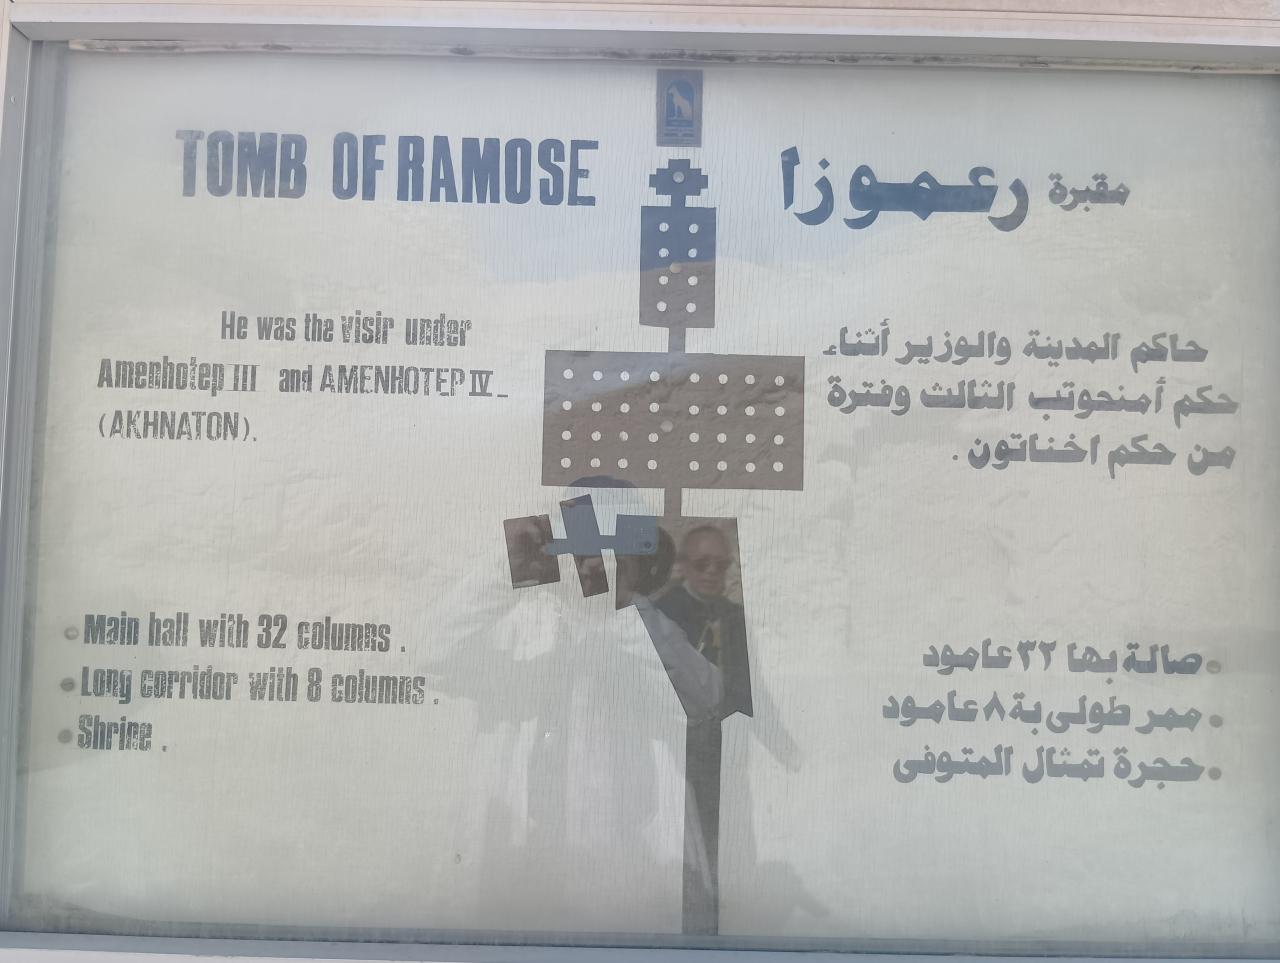 TOMB OF RAMOSE
مقبرة رعموزا
He was the visir under
Amenhotep III and AMENHOTEP IV_
(AKHNATON).
حاكم المدينة والوزير أثناء
حكم أمنحوتب الثالث وفترة
من حكم اخناتون .
• Main hall with 32 columns .
• Long corridor with 8 columns .
• Shrine .
• صالة بها ٣٢ عامود
• ممر طولى بة ٨ عامود
• حجرة تمثال المتوفى